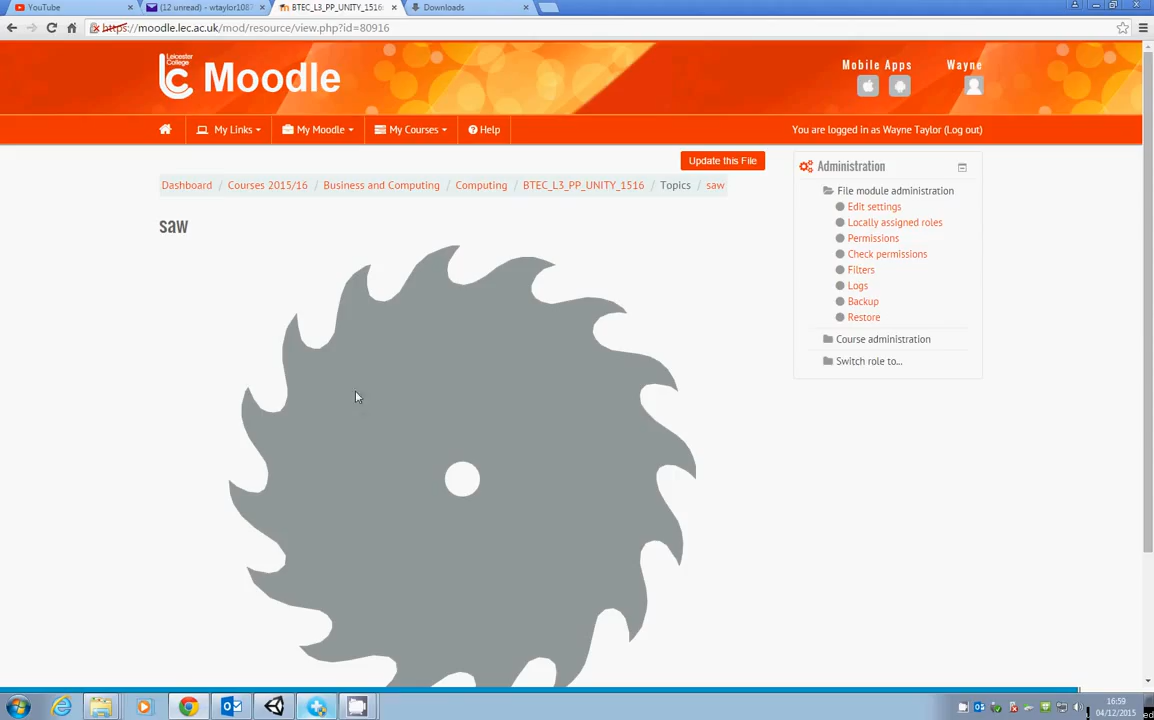 YouTube
(12 unread) - wtaylor108
BTEC_L3_PP_UNITY_1516
Downloads
https://moodle.lec.ac.uk/mod/resource/view.php?id=80916
Leicester College
lc Moodle
Mobile Apps
Wayne
My Links
My Moodle
My Courses
Help
You are logged in as Wayne Taylor (Log out)
Update this File
Dashboard / Courses 2015/16 / Business and Computing / Computing / BTEC_L3_PP_UNITY_1516 / Topics / saw
saw
Administration
File module administration
Edit settings
Locally assigned roles
Permissions
Check permissions
Filters
Logs
Backup
Restore
Course administration
Switch role to...
16:59
04/12/2015